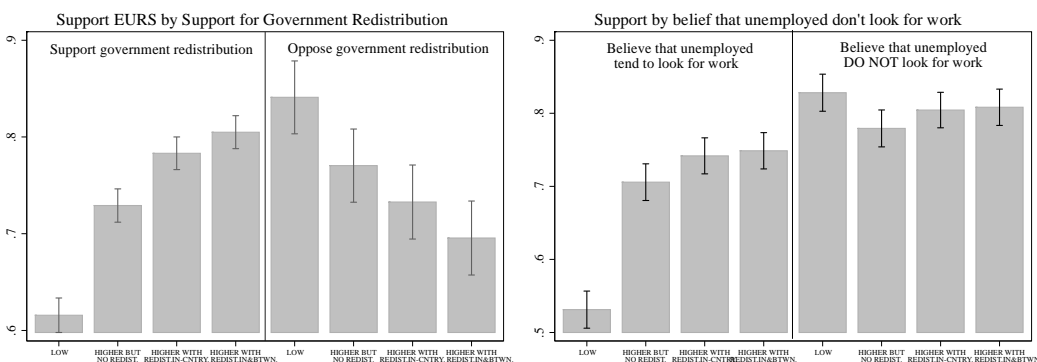 Support EURS by Support for Government Redistribution
Support government redistribution
Oppose government redistribution
.9
.8
.7
.6
LOW
HIGHER BUT
NO REDIST.
HIGHER WITH
REDIST.IN-CNTRY.
HIGHER WITH
REDIST.IN&BTWN.
LOW
HIGHER BUT
NO REDIST.
HIGHER WITH
REDIST.IN-CNTRY.
HIGHER WITH
REDIST.IN&BTWN.
Support by belief that unemployed don't look for work
Believe that unemployed
tend to look for work
Believe that unemployed
DO NOT look for work
.9
.8
.7
.6
.5
LOW
HIGHER BUT
NO REDIST.
HIGHER WITH
REDIST.IN-CNTRY.
HIGHER WITH
REDIST.IN&BTWN.
LOW
HIGHER BUT
NO REDIST.
HIGHER WITH
REDIST.IN-CNTRY.
HIGHER WITH
REDIST.IN&BTWN.